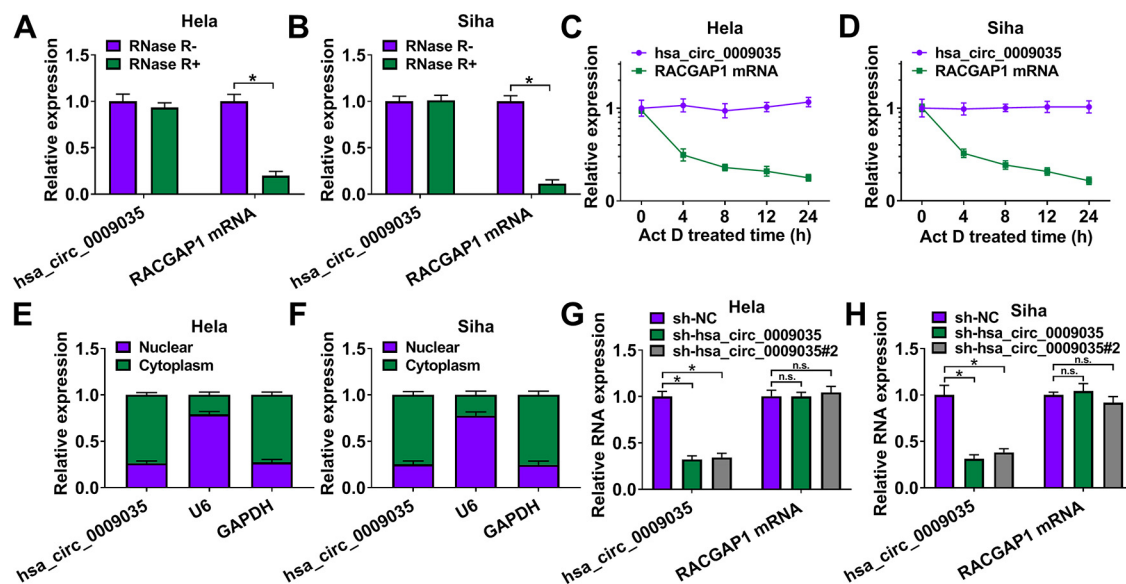 A
Hela
RNase R-
RNase R+
Relative expression
1.5
1.0
0.5
0.0
*
hsa_circ_0009035
RACGAP1 mRNA
B
Siha
RNase R-
RNase R+
Relative expression
1.5
1.0
0.5
0.0
*
hsa_circ_0009035
RACGAP1 mRNA
C
Hela
hsa_circ_0009035
RACGAP1 mRNA
Relative expression
1
0
0 4 8 12 24
Act D treated time (h)
D
Siha
hsa_circ_0009035
RACGAP1 mRNA
Relative expression
1
0
0 4 8 12 24
Act D treated time (h)
E
Hela
Nuclear
Cytoplasm
Relative expression
1.5
1.0
0.5
0.0
hsa_circ_0009035
U6
GAPDH
F
Siha
Nuclear
Cytoplasm
Relative expression
1.5
1.0
0.5
0.0
hsa_circ_0009035
U6
GAPDH
G
Hela
sh-NC
sh-hsa_circ_0009035
sh-hsa_circ_0009035#2
Relative RNA expression
1.5
1.0
0.5
0.0
*
*
n.s.
n.s.
hsa_circ_0009035
RACGAP1 mRNA
H
Siha
sh-NC
sh-hsa_circ_0009035
sh-hsa_circ_0009035#2
Relative RNA expression
1.5
1.0
0.5
0.0
*
*
n.s.
n.s.
hsa_circ_0009035
RACGAP1 mRNA